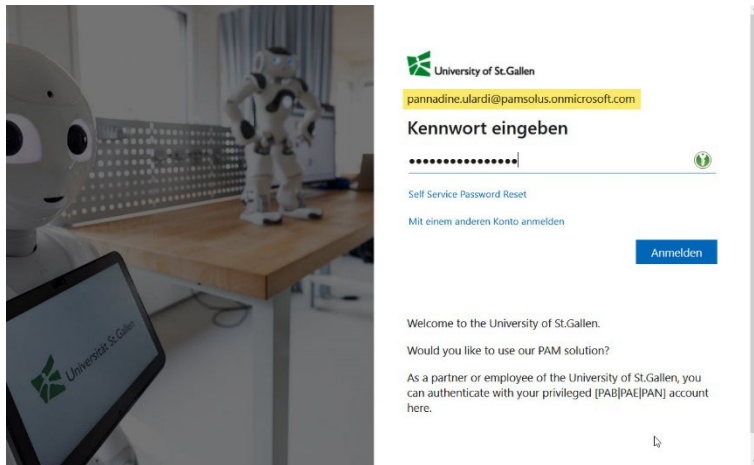 University of St.Gallen
pannadine.ulardi@pamsolus.onmicrosoft.com
Kennwort eingeben
Self Service Password Reset
Mit einem anderen Konto anmelden
Anmelden
Welcome to the University of St.Gallen.
Would you like to use our PAM solution?
As a partner or employee of the University of St.Gallen, you
can authenticate with your privileged [PAB|PAE|PAN] account
here.
Universität St.Gallen